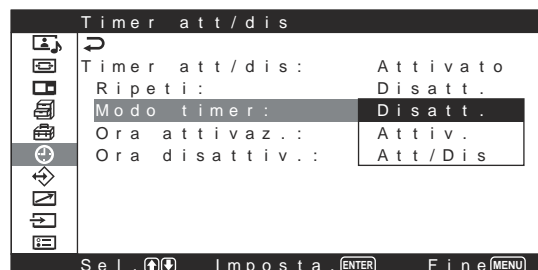 Timer att/dis
Timer att/dis: Attivato
Ripeti: Disatt.
Modo timer: Disatt.
Ora attivaz.: Attiv.
Ora disattiv.: Att/Dis
Sel. Imposta. ENTER Fine MENU